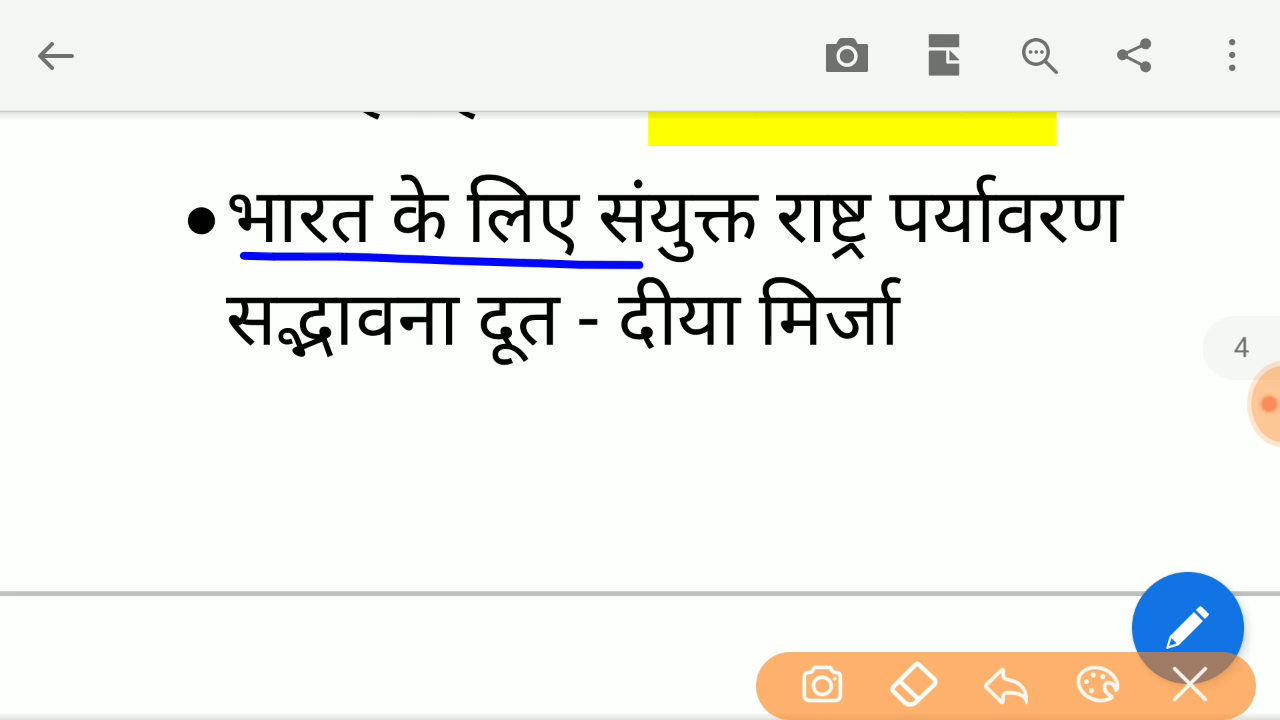 ● भारत के लिए संयुक्त राष्ट्र पर्यावरण
सद्भावना दूत - दीया मिर्जा
4